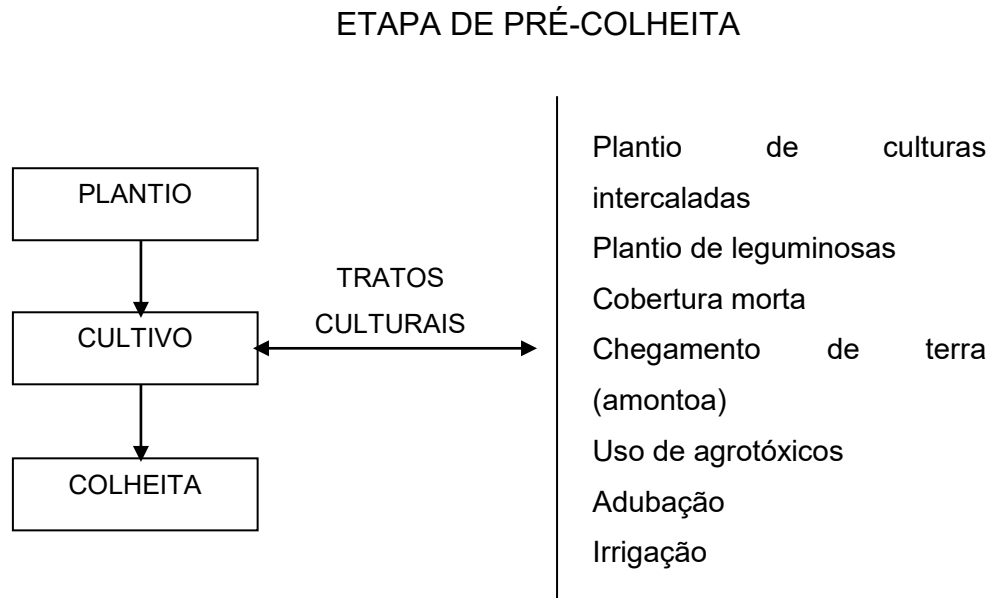 ETAPA DE PRÉ-COLHEITA
PLANTIO
CULTIVO
COLHEITA
TRATOS
CULTURAIS
Plantio de culturas
intercaladas
Plantio de leguminosas
Cobertura morta
Chegamento de terra
(amontoa)
Uso de agrotóxicos
Adubação
Irrigação